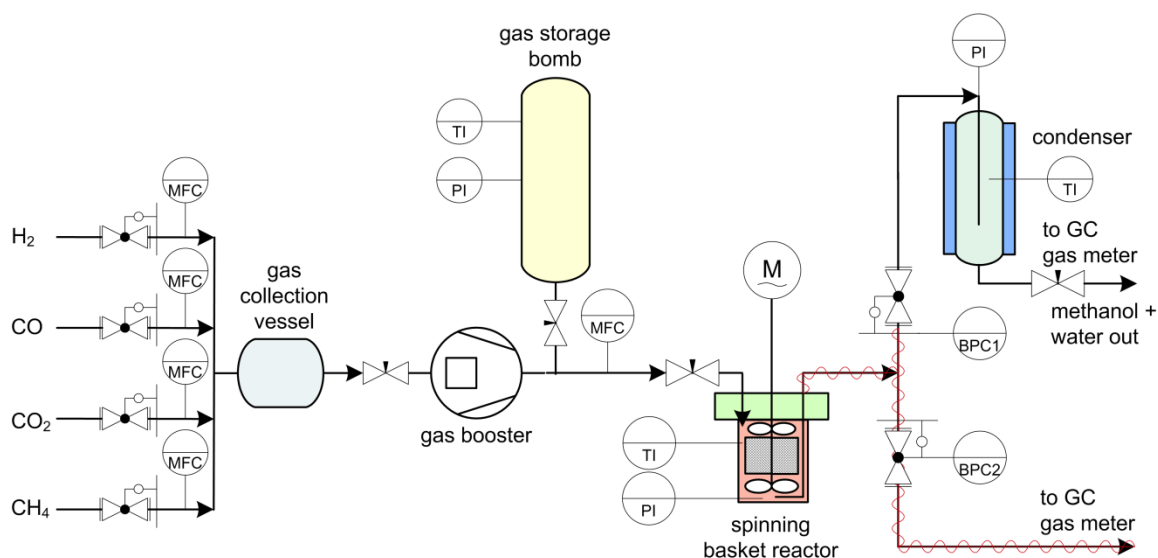 gas storage
bomb
TI
PI
PI
condenser
TI
to GC
gas meter
methanol +
water out
H2
MFC
CO
MFC
CO2
MFC
CH4
MFC
gas
collection
vessel
gas booster
MFC
M
TI
PI
spinning
basket reactor
BPC1
BPC2
to GC
gas meter